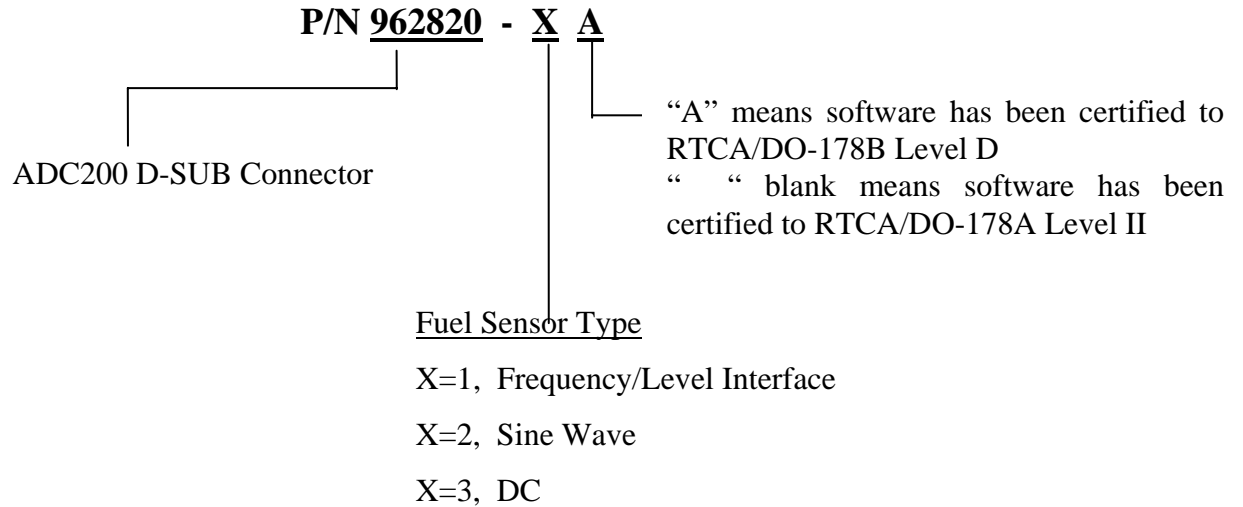 P/N 962820 - X A
ADC200 D-SUB Connector
“A” means software has been certified to
RTCA/DO-178B Level D
“ “ blank means software has been
certified to RTCA/DO-178A Level II
Fuel Sensor Type
X=1, Frequency/Level Interface
X=2, Sine Wave
X=3, DC